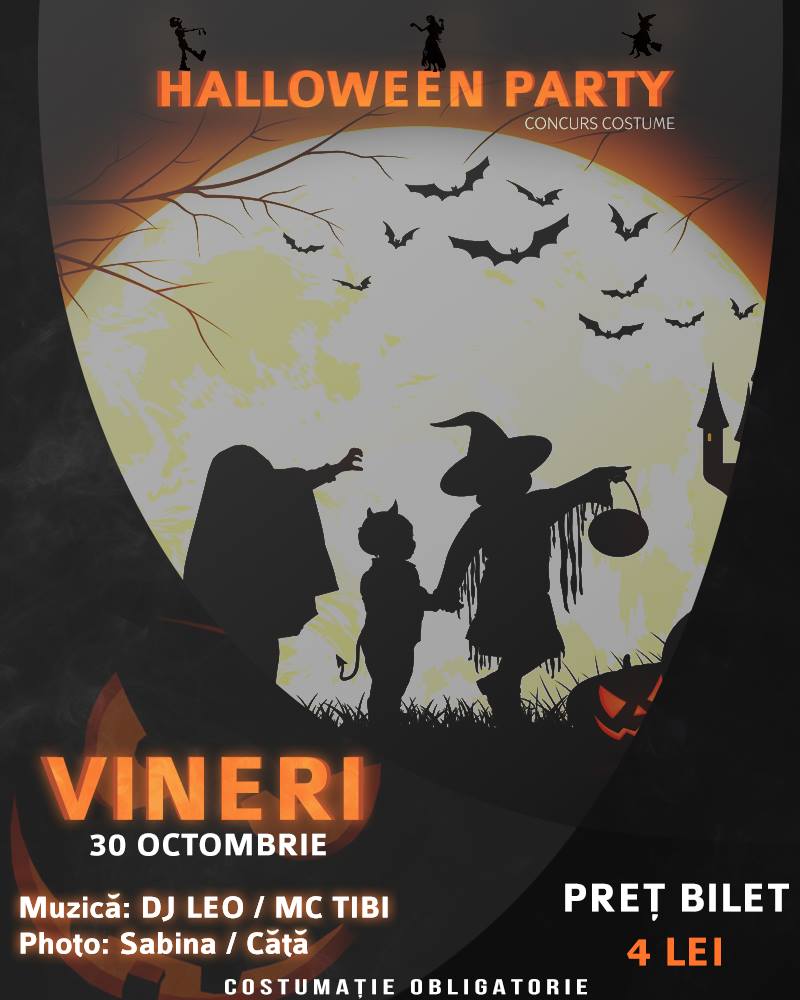 HALLOWEEN PARTY
CONCURS COSTUME
VINERI
30 OCTOMBRIE
Muzică: DJ LEO / MC TIBI
Photo: Sabina / Căță
PREȚ BILET
4 LEI
COSTUMAȚIE OBLIGATORIE